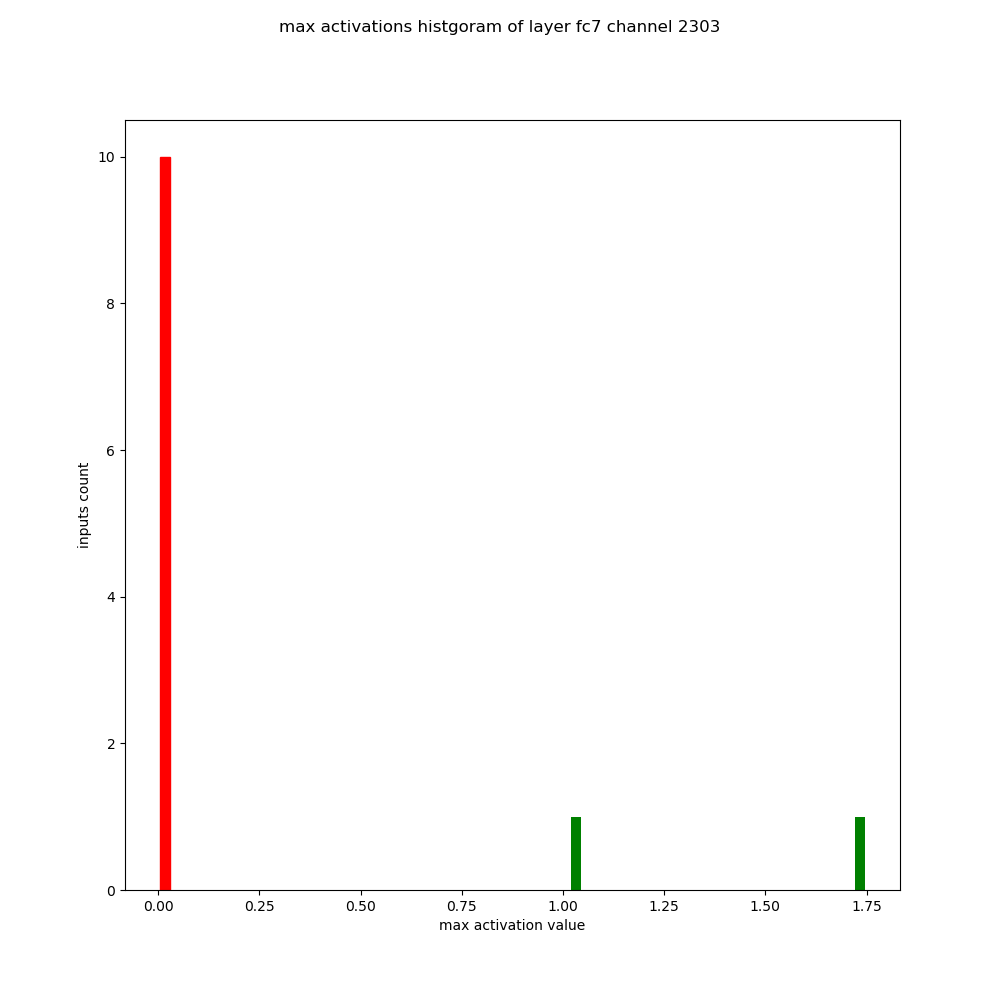 max activations histgoram of layer fc7 channel 2303
10
8
6
4
2
0
inputs count
0.00 0.25 0.50 0.75 1.00 1.25 1.50 1.75
max activation value